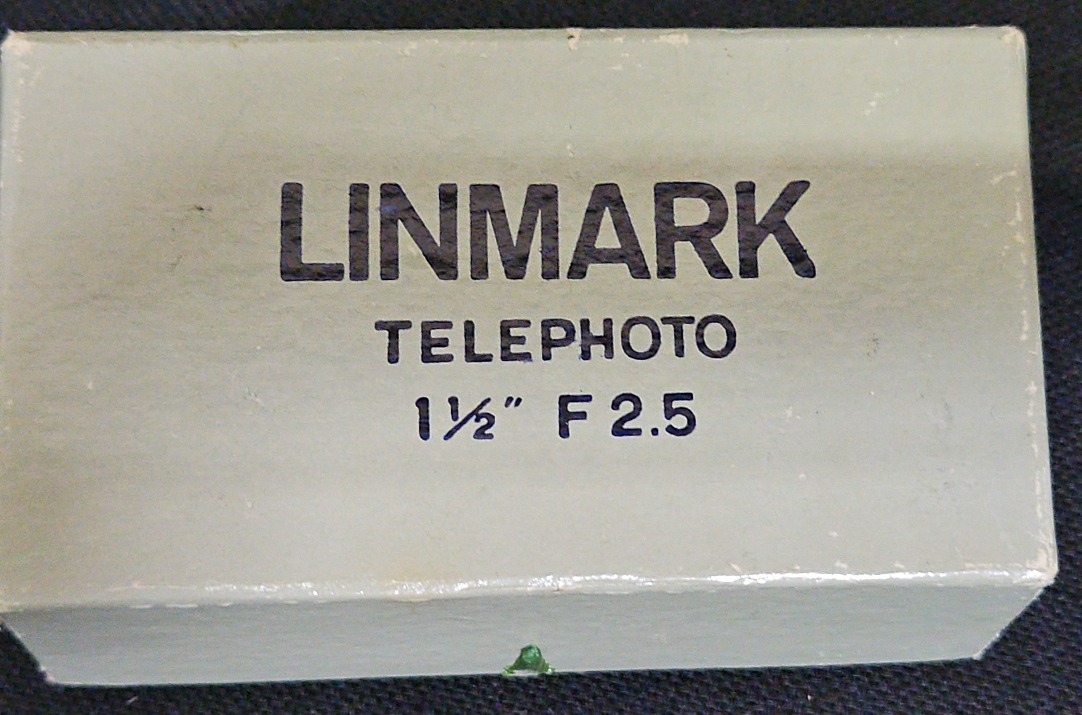 LINMARK
TELEPHOTO
1½" F 2.5